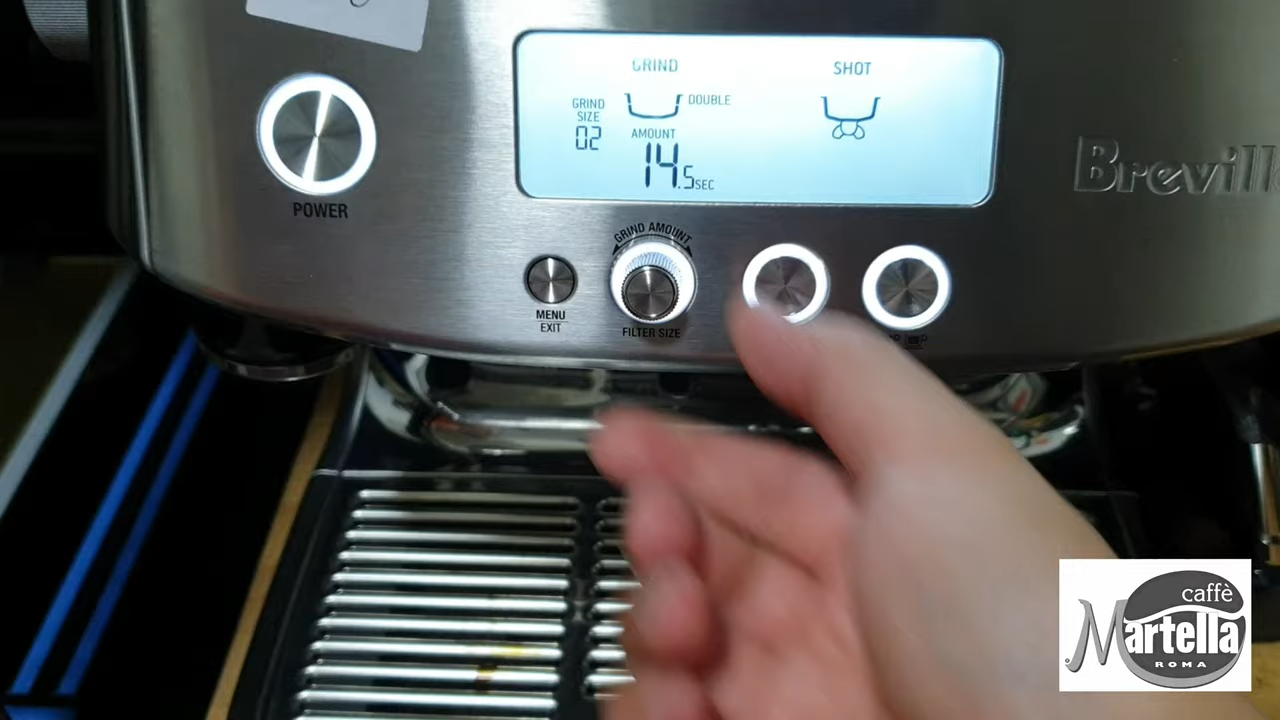 GRIND
SHOT
GRIND
SIZE
02
DOUBLE
AMOUNT
14.5SEC
Breville
POWER
GRIND AMOUNT
MENU
EXIT
FILTER SIZE
caffè
Martella
ROMA